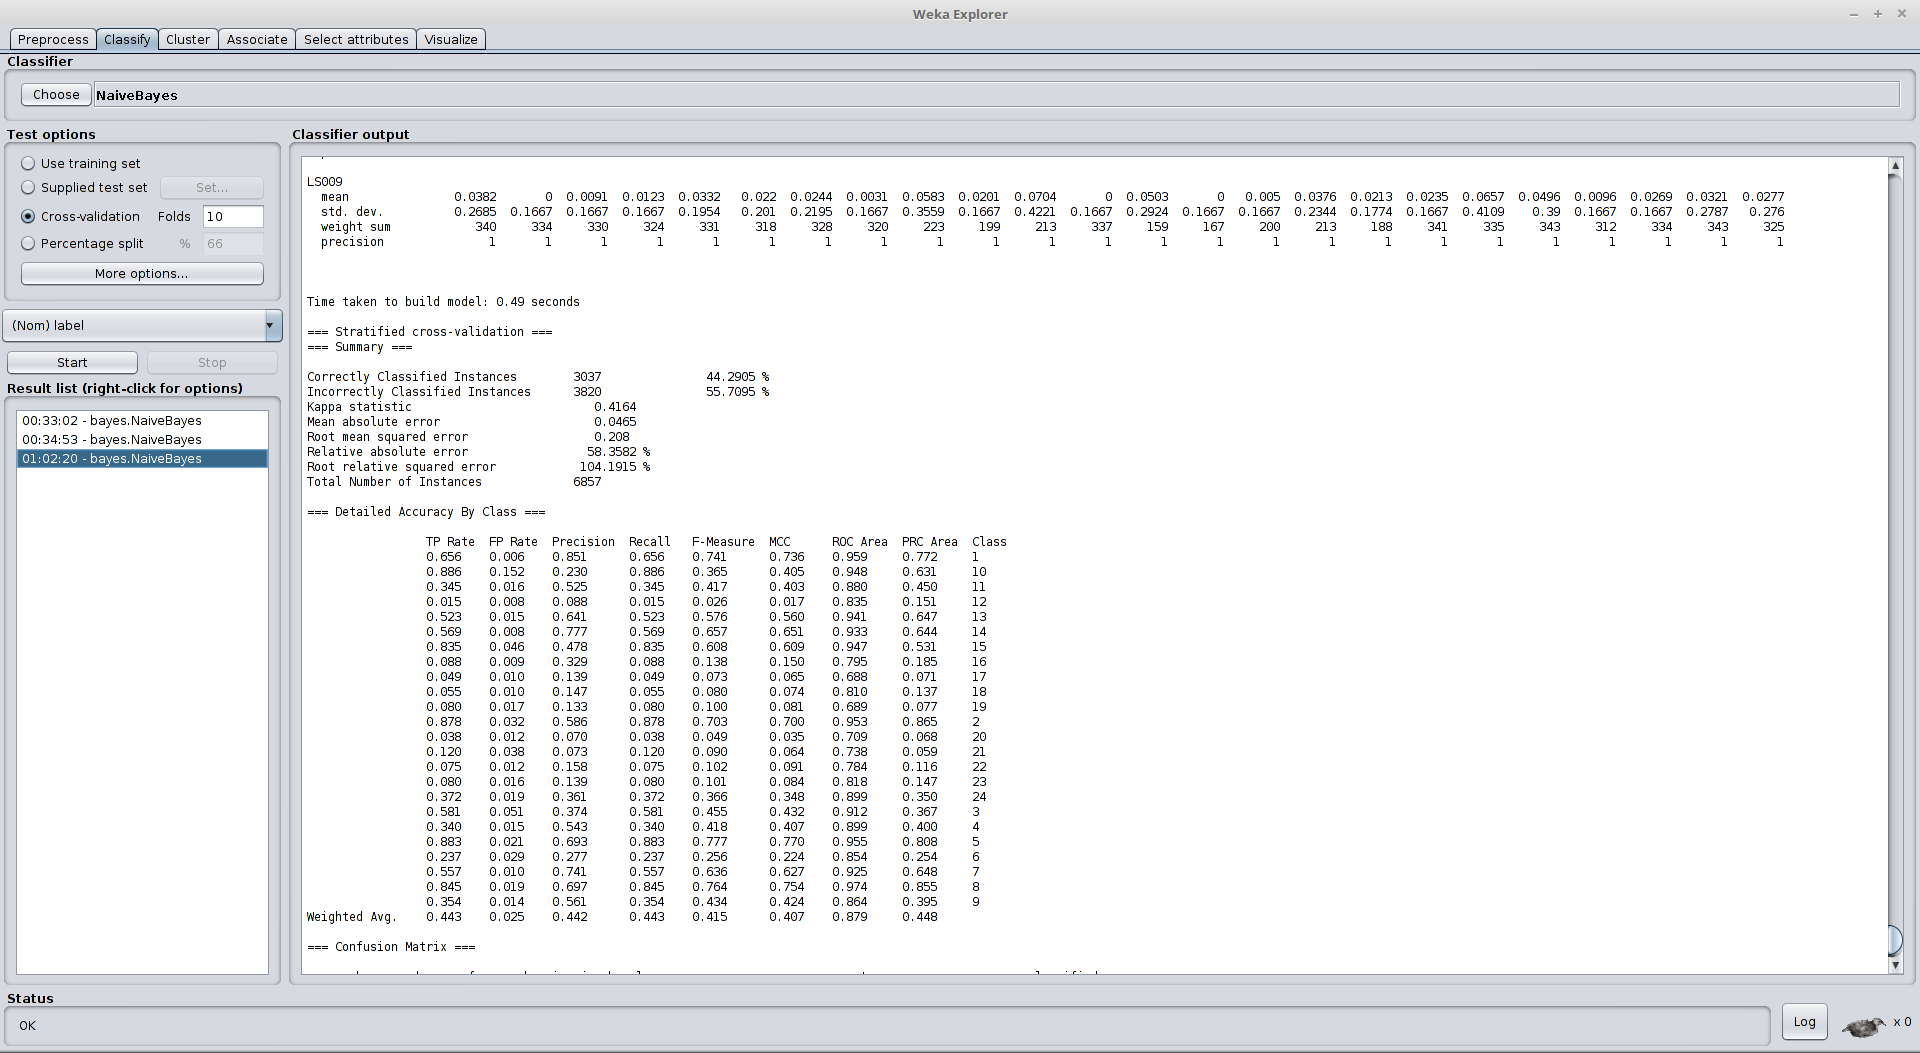 Weka Explorer
Preprocess Classify Cluster Associate Select attributes Visualize
Classifier
Choose NaiveBayes
Test options
Use training set
Supplied test set Set...
Cross-validation Folds 10
Percentage split % 66
More options...
(Nom) label
Start Stop
Result list (right-click for options)
00:33:02 - bayes.NaiveBayes
00:34:53 - bayes.NaiveBayes
01:02:20 - bayes.NaiveBayes
Classifier output
LS009
mean 0.0382 0 0.0091 0.0123 0.0332 0.022 0.0244 0.0031 0.0583 0.0201 0.0704 0 0.0503 0 0.005 0.0376 0.0213 0.0235 0.0657 0.0496 0.0096 0.0269 0.0321 0.0277
std. dev. 0.2685 0.1667 0.1667 0.1667 0.1954 0.201 0.2195 0.1667 0.3559 0.1667 0.4221 0.1667 0.2924 0.1667 0.1667 0.2344 0.1774 0.1667 0.4109 0.39 0.1667 0.1667 0.2787 0.276
weight sum 340 334 330 324 331 318 328 320 223 199 213 337 159 167 200 213 188 341 335 343 312 334 343 325
precision 1 1 1 1 1 1 1 1 1 1 1 1 1 1 1 1 1 1 1 1 1 1 1 1
Time taken to build model: 0.49 seconds
=== Stratified cross-validation ===
=== Summary ===
Correctly Classified Instances 3037 44.2905 %
Incorrectly Classified Instances 3820 55.7095 %
Kappa statistic 0.4164
Mean absolute error 0.0465
Root mean squared error 0.208
Relative absolute error 58.3582 %
Root relative squared error 104.1915 %
Total Number of Instances 6857
=== Detailed Accuracy By Class ===
TP Rate FP Rate Precision Recall F-Measure MCC ROC Area PRC Area Class
0.656 0.006 0.851 0.656 0.741 0.736 0.959 0.772 1
0.886 0.152 0.230 0.886 0.365 0.405 0.948 0.631 10
0.345 0.016 0.525 0.345 0.417 0.403 0.880 0.450 11
0.015 0.008 0.088 0.015 0.026 0.017 0.835 0.151 12
0.523 0.015 0.641 0.523 0.576 0.560 0.941 0.647 13
0.569 0.008 0.777 0.569 0.657 0.651 0.933 0.644 14
0.835 0.046 0.478 0.835 0.608 0.609 0.947 0.531 15
0.088 0.009 0.329 0.088 0.138 0.150 0.795 0.185 16
0.049 0.010 0.139 0.049 0.073 0.065 0.688 0.071 17
0.055 0.010 0.147 0.055 0.080 0.074 0.810 0.137 18
0.080 0.017 0.133 0.080 0.100 0.081 0.689 0.077 19
0.878 0.032 0.586 0.878 0.703 0.700 0.953 0.865 2
0.038 0.012 0.070 0.038 0.049 0.035 0.709 0.068 20
0.120 0.038 0.073 0.120 0.090 0.064 0.738 0.059 21
0.075 0.012 0.158 0.075 0.102 0.091 0.784 0.116 22
0.080 0.016 0.139 0.080 0.101 0.084 0.818 0.147 23
0.372 0.019 0.361 0.372 0.366 0.348 0.899 0.350 24
0.581 0.051 0.374 0.581 0.455 0.432 0.912 0.367 3
0.340 0.015 0.543 0.340 0.418 0.407 0.899 0.400 4
0.883 0.021 0.693 0.883 0.777 0.770 0.955 0.808 5
0.237 0.029 0.277 0.237 0.256 0.224 0.854 0.254 6
0.557 0.010 0.741 0.557 0.636 0.627 0.925 0.648 7
0.845 0.019 0.697 0.845 0.764 0.754 0.974 0.855 8
0.354 0.014 0.561 0.354 0.434 0.424 0.864 0.395 9
Weighted Avg. 0.443 0.025 0.442 0.443 0.415 0.407 0.879 0.448
=== Confusion Matrix ===
Status
OK
Log x 0